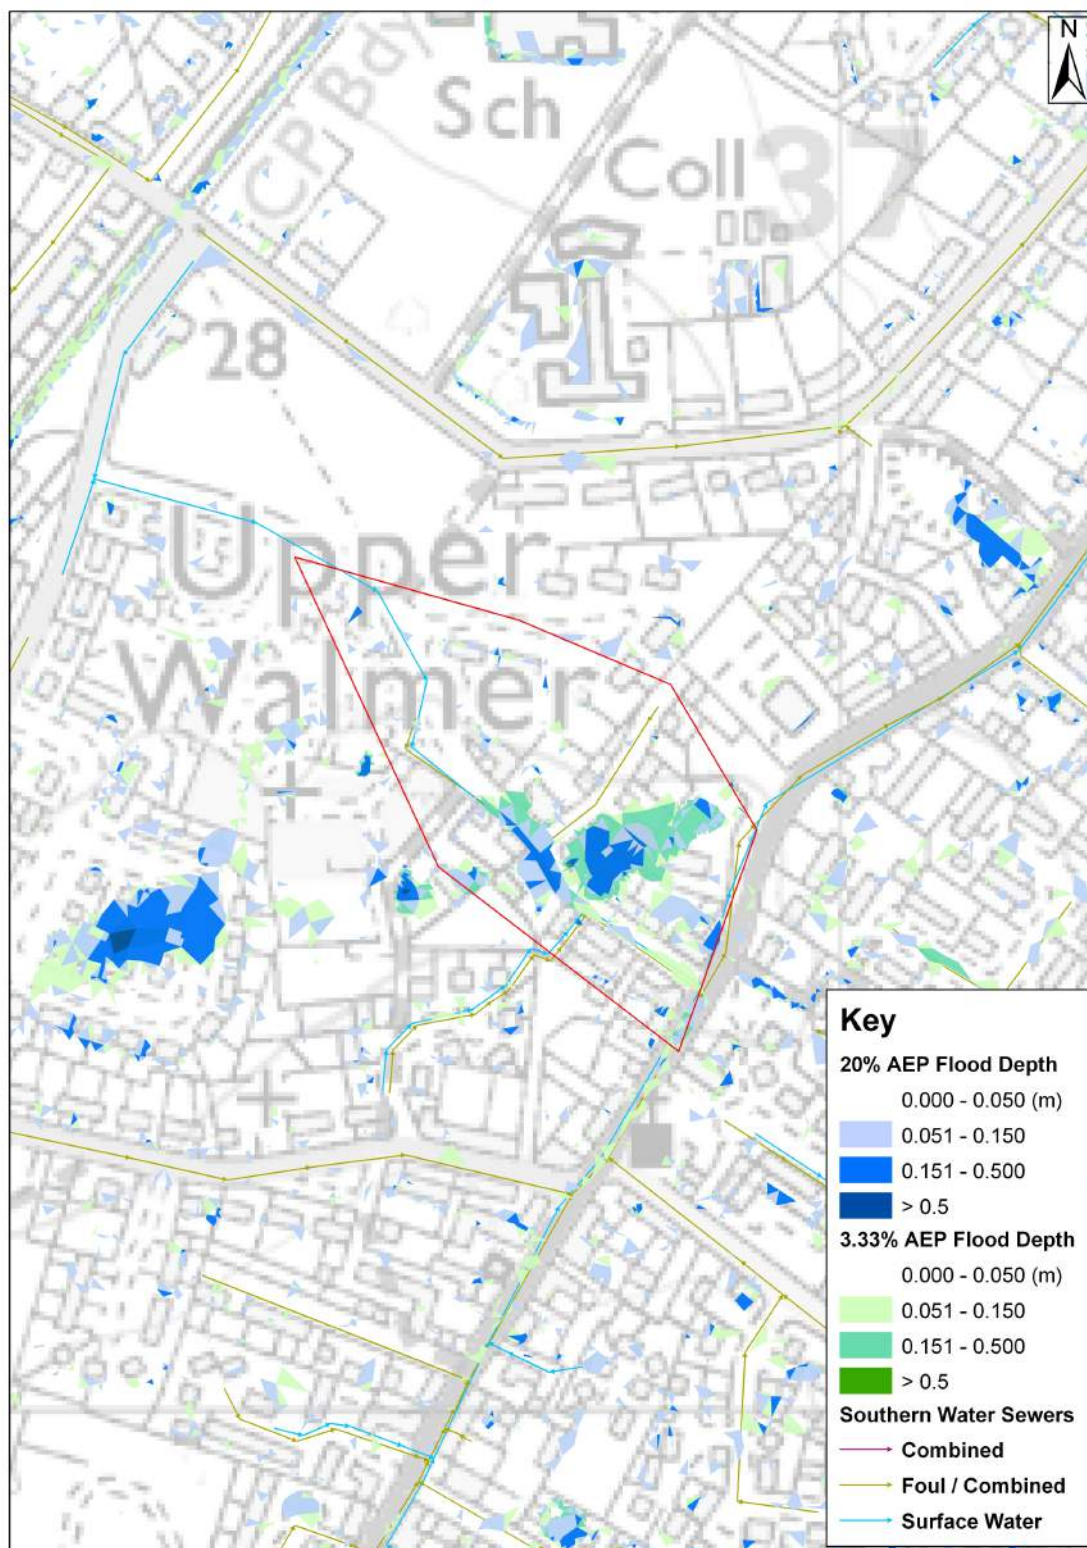 N
CP
Bay
Sch
Coll
37
28
Upper
Walmer
Key
20% AEP Flood Depth
0.000 - 0.050 (m)
0.051 - 0.150
0.151 - 0.500
> 0.5
3.33% AEP Flood Depth
0.000 - 0.050 (m)
0.051 - 0.150
0.151 - 0.500
> 0.5
Southern Water Sewers
Combined
Foul / Combined
Surface Water